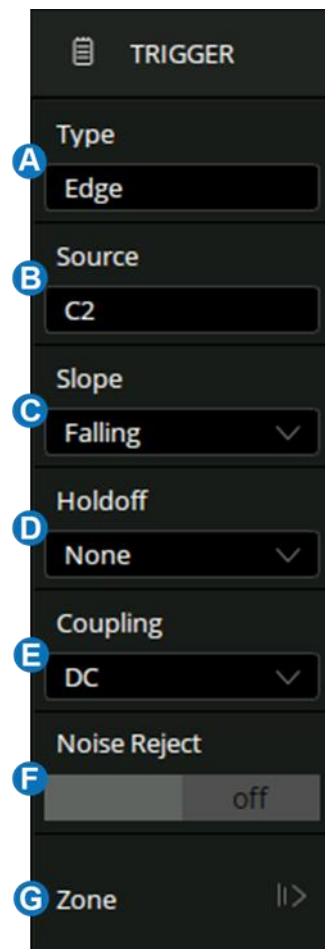 TRIGGER
Type
A
Edge
Source
B
C2
Slope
C
Falling
Holdoff
D
None
Coupling
E
DC
Noise Reject
F
off
G Zone